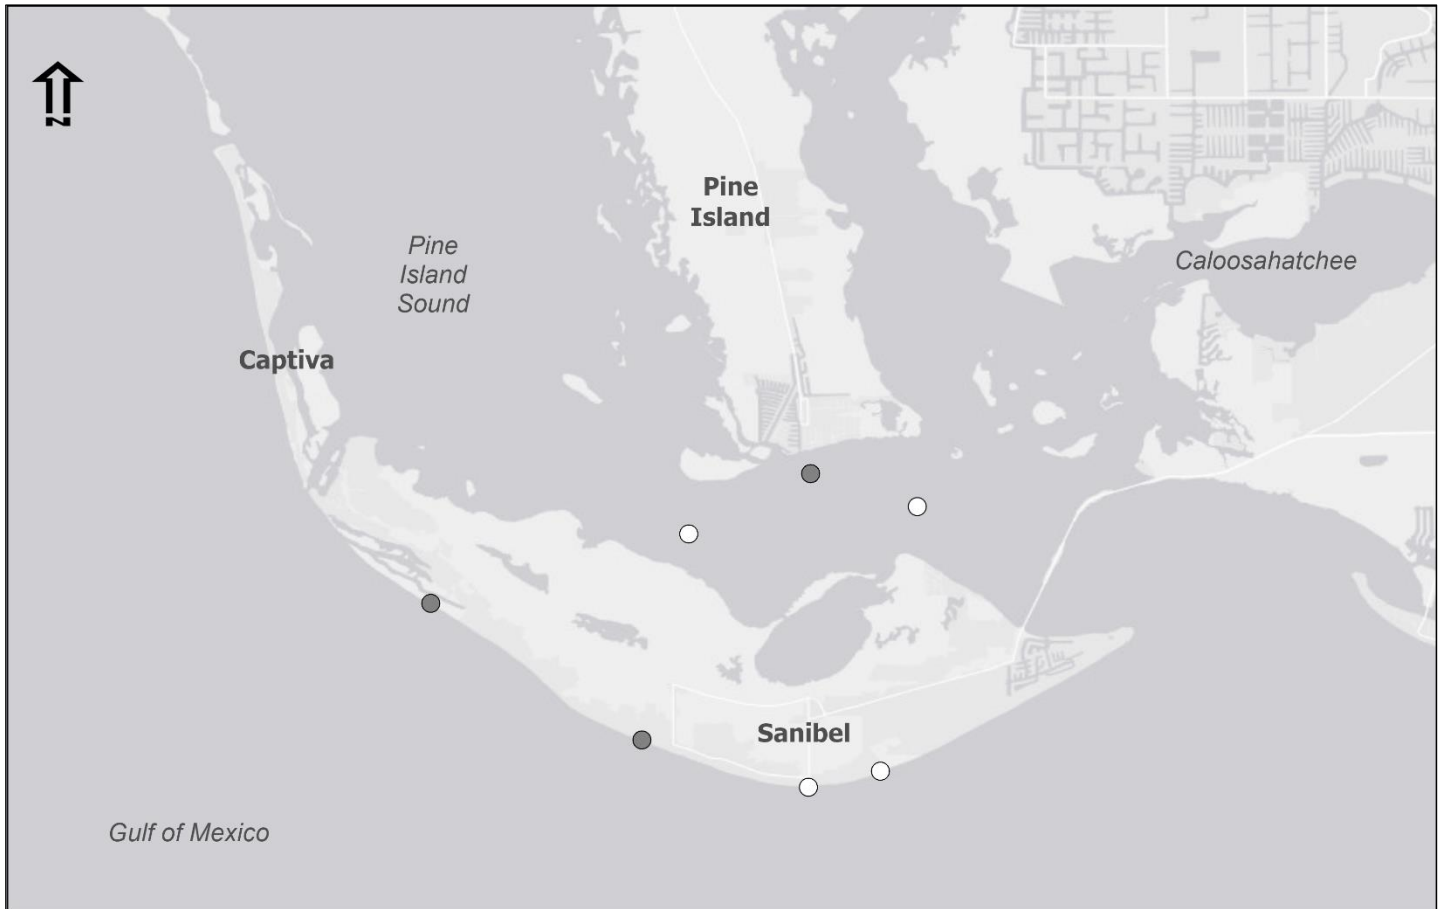 N
Pine
Island
Pine
Island
Sound
Caloosahatchee
Captiva
Sanibel
Gulf of Mexico